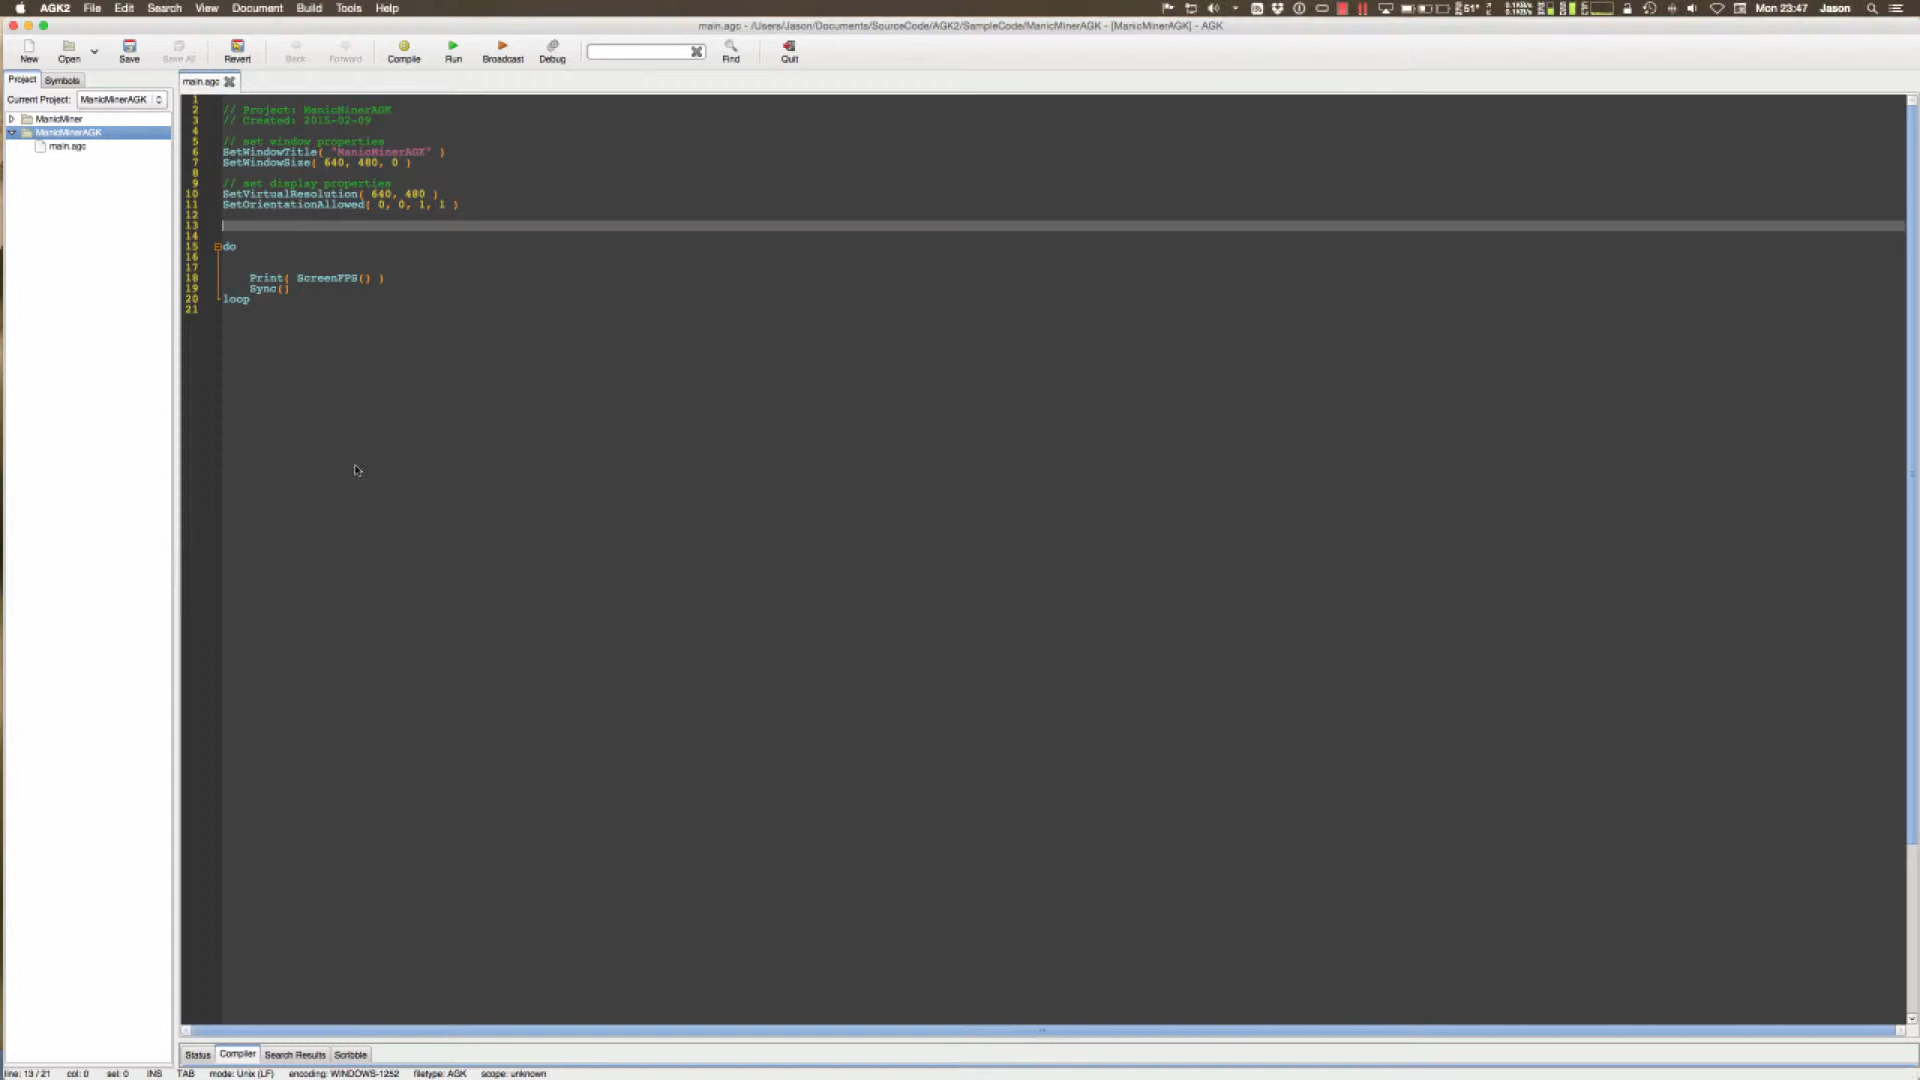 AGK2 File Edit Search View Document Build Tools Help 51° Mon 23:47 Jason
main.agc - /Users/Jason/Documents/SourceCode/AGK2/SampleCode/ManicMinerAGK - [ManicMinerAGK] - AGK
New Open Save Save All Revert Back Forward Compile Run Broadcast Debug Find Quit
Project Symbols main.agc
Current Project: ManicMinerAGK
ManicMiner
ManicMinerAGK
main.agc
1
2 // Project: ManicMinerAGK
3 // Created: 2015-02-09
4
5 // set window properties
6 SetWindowTitle( "ManicMinerAGK" )
7 SetWindowSize( 640, 480, 0 )
8
9 // set display properties
10 SetVirtualResolution( 640, 480 )
11 SetOrientationAllowed( 0, 0, 1, 1 )
12
13
14
15 do
16
17
18 Print( ScreenFPS() )
19 Sync()
20 loop
21
Status Compiler Search Results Scribble
line: 13 / 21 col: 0 sel: 0 INS TAB mode: Unix (LF) encoding: WINDOWS-1252 filetype: AGK scope: unknown